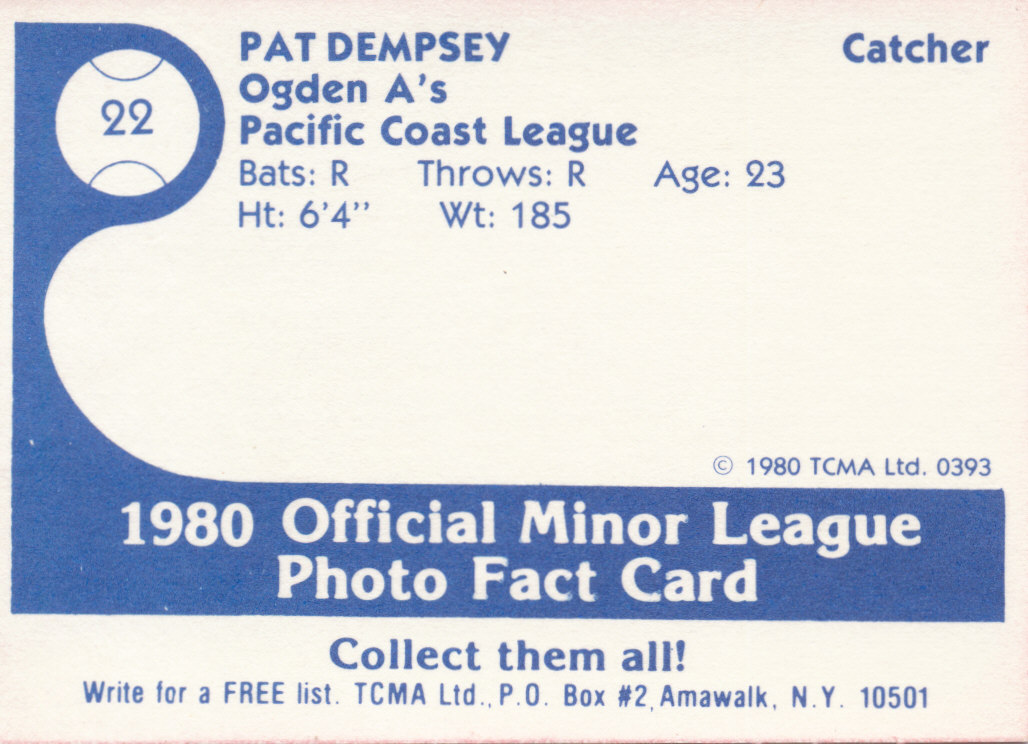 22
PAT DEMPSEY Catcher
Ogden A's
Pacific Coast League
Bats: R Throws: R Age: 23
Ht: 6'4" Wt: 185
© 1980 TCMA Ltd. 0393
1980 Official Minor League
Photo Fact Card
Collect them all!
Write for a FREE list. TCMA Ltd., P.O. Box #2, Amawalk, N.Y. 10501